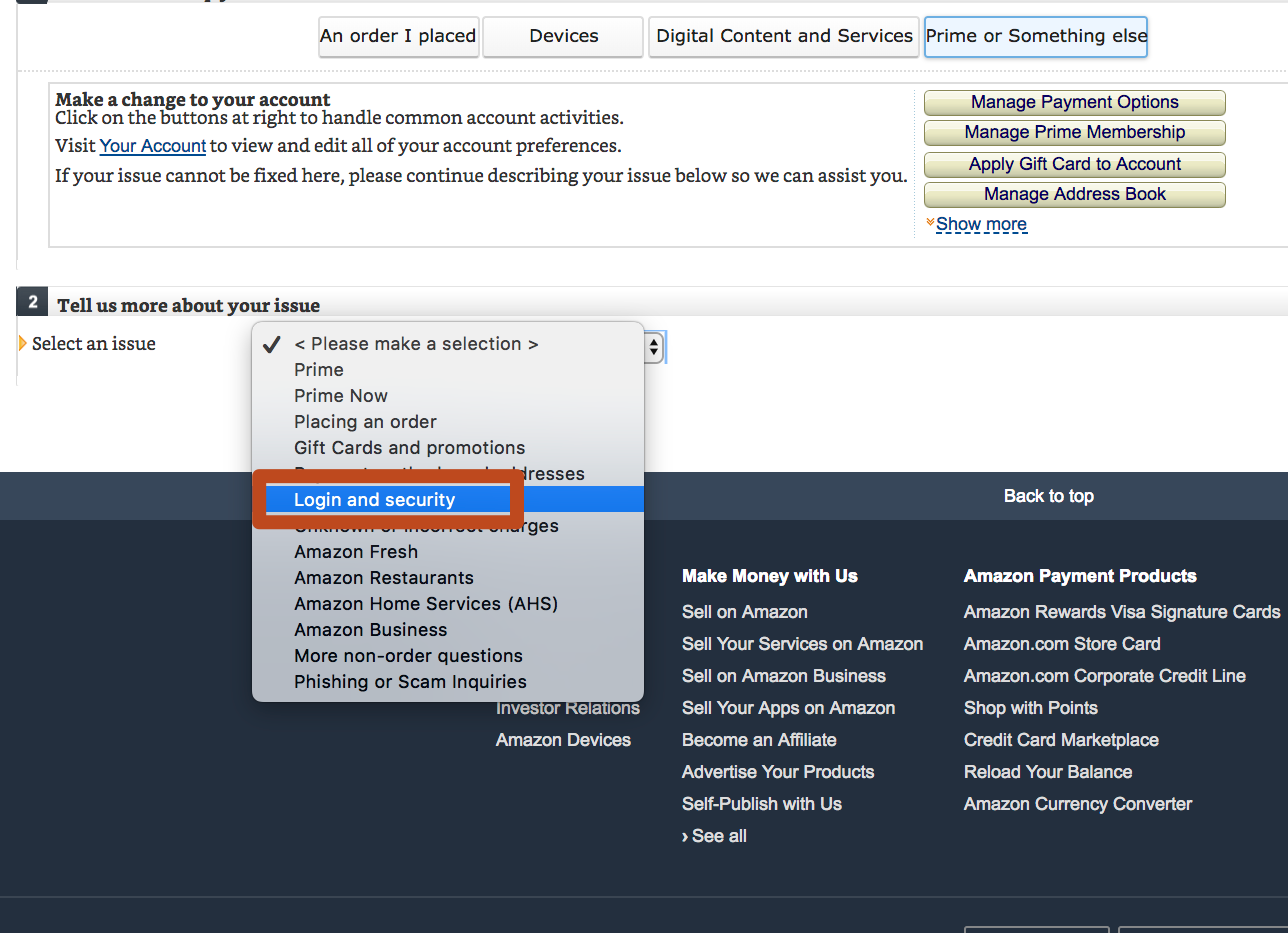 An order I placed
Devices
Digital Content and Services
Prime or Something else
Make a change to your account
Click on the buttons at right to handle common account activities.
Visit Your Account to view and edit all of your account preferences.
If your issue cannot be fixed here, please continue describing your issue below so we can assist you.
Manage Payment Options
Manage Prime Membership
Apply Gift Card to Account
Manage Address Book
Show more
2 Tell us more about your issue
Select an issue
✓ < Please make a selection >
Prime
Prime Now
Placing an order
Gift Cards and promotions
Login and security
Unknown or incorrect charges
Amazon Fresh
Amazon Restaurants
Amazon Home Services (AHS)
Amazon Business
More non-order questions
Phishing or Scam Inquiries
Back to top
Investor Relations
Amazon Devices
Make Money with Us
Sell on Amazon
Sell Your Services on Amazon
Sell on Amazon Business
Sell Your Apps on Amazon
Become an Affiliate
Advertise Your Products
Self-Publish with Us
› See all
Amazon Payment Products
Amazon Rewards Visa Signature Cards
Amazon.com Store Card
Amazon.com Corporate Credit Line
Shop with Points
Credit Card Marketplace
Reload Your Balance
Amazon Currency Converter